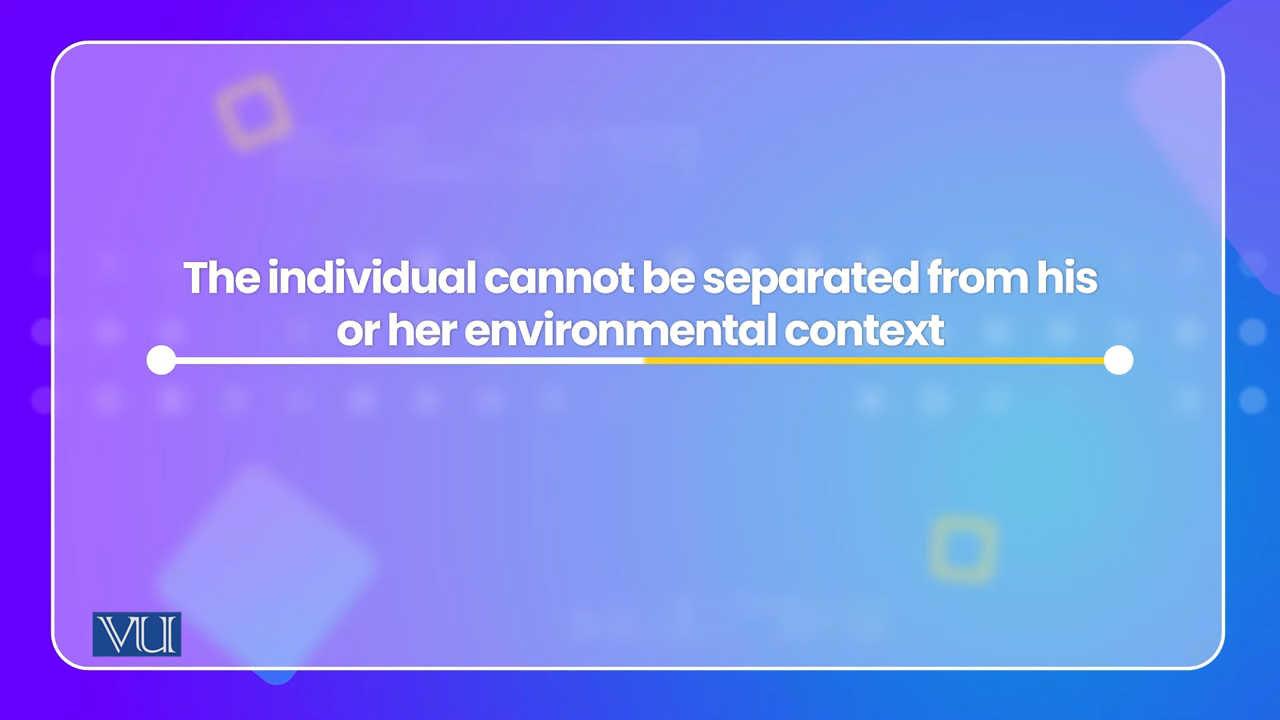 The individual cannot be separated from his
or her environmental context
VU